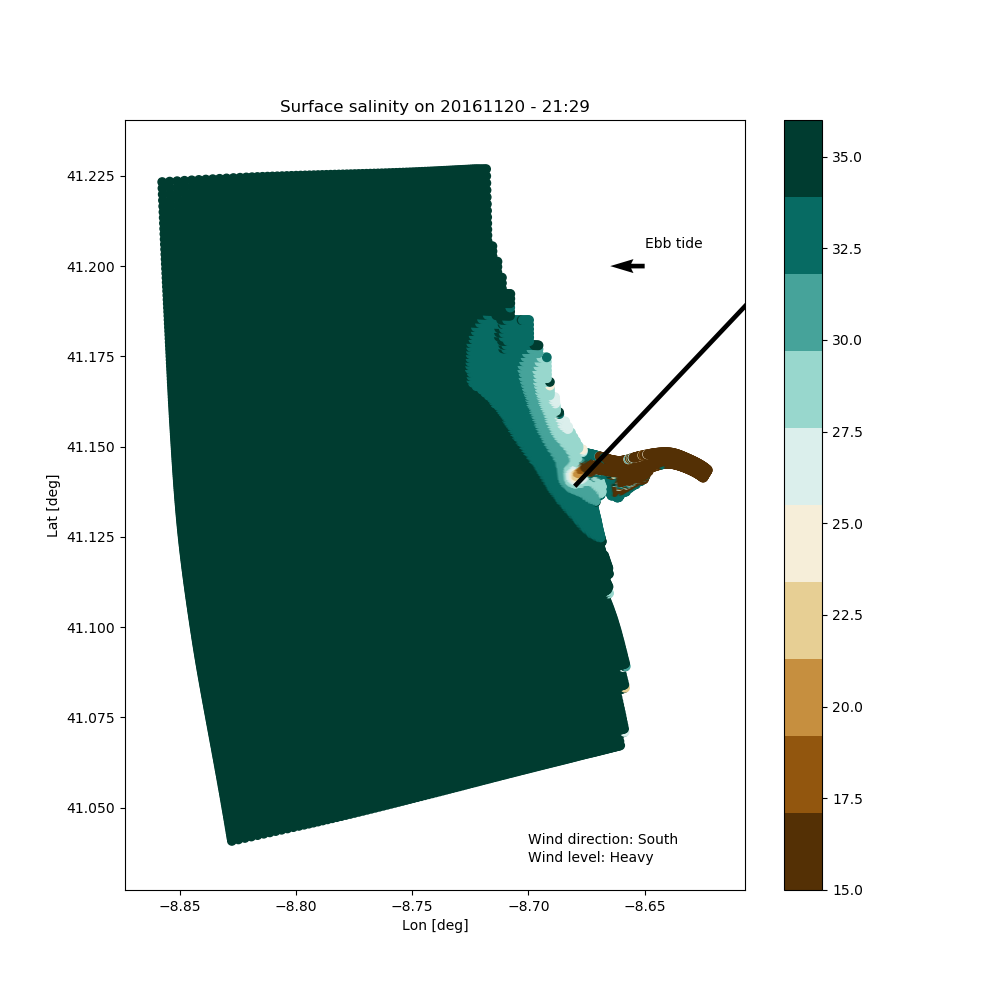 Surface salinity on 20161120 - 21:29
Lat [deg]
41.225
41.200
41.175
41.150
41.125
41.100
41.075
41.050
Ebb tide
Wind direction: South
Wind level: Heavy
−8.85 −8.80 −8.75 −8.70 −8.65
Lon [deg]
35.0
32.5
30.0
27.5
25.0
22.5
20.0
17.5
15.0